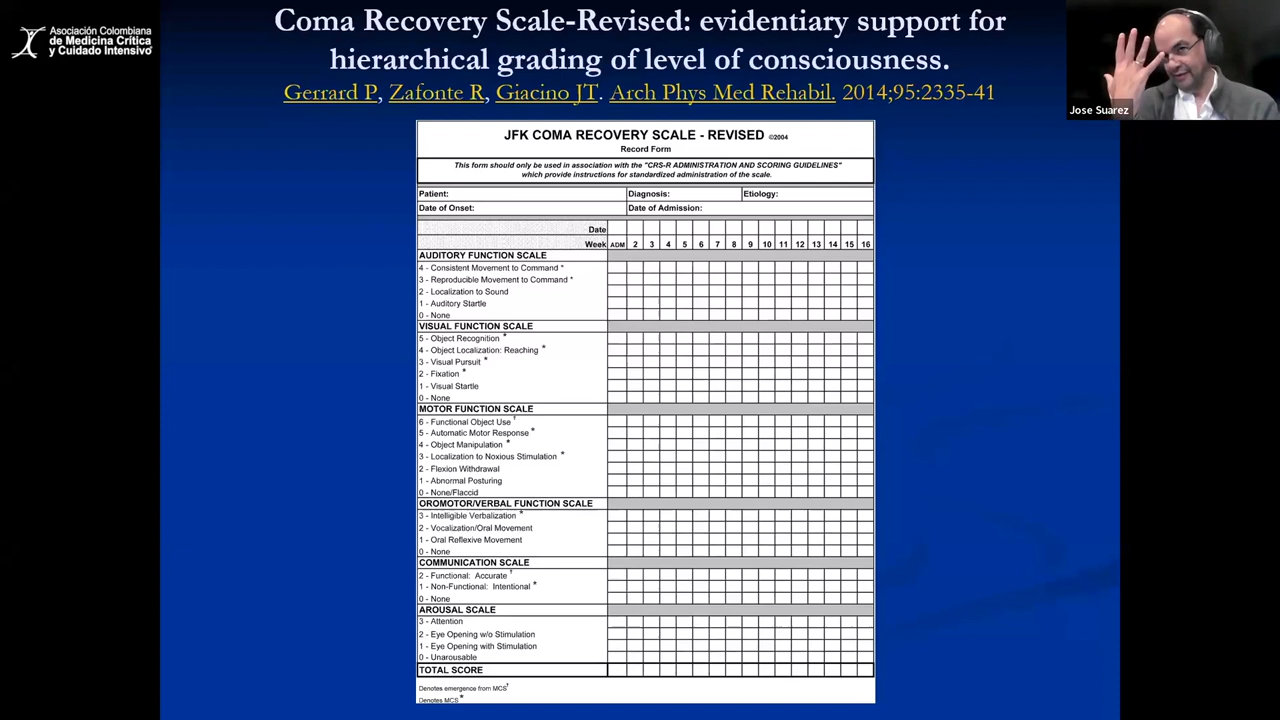 Asociación Colombiana
de Medicina Crítica
y Cuidado Intensivo
Coma Recovery Scale-Revised: evidentiary support for
hierarchical grading of level of consciousness.
Gerrard P, Zafonte R, Giacino JT. Arch Phys Med Rehabil. 2014;95:2335-41
Jose Suarez
JFK COMA RECOVERY SCALE - REVISED ©2004
Record Form
This form should only be used in association with the "CRS-R ADMINISTRATION AND SCORING GUIDELINES"
which provide instructions for standardized administration of the scale.
Patient: Diagnosis: Etiology:
Date of Onset: Date of Admission:
Date
Week ADM 2 3 4 5 6 7 8 9 10 11 12 13 14 15 16
AUDITORY FUNCTION SCALE
4 - Consistent Movement to Command *
3 - Reproducible Movement to Command *
2 - Localization to Sound
1 - Auditory Startle
0 - None
VISUAL FUNCTION SCALE
5 - Object Recognition *
4 - Object Localization: Reaching *
3 - Visual Pursuit *
2 - Fixation *
1 - Visual Startle
0 - None
MOTOR FUNCTION SCALE
6 - Functional Object Use †
5 - Automatic Motor Response *
4 - Object Manipulation *
3 - Localization to Noxious Stimulation *
2 - Flexion Withdrawal
1 - Abnormal Posturing
0 - None/Flaccid
OROMOTOR/VERBAL FUNCTION SCALE
3 - Intelligible Verbalization *
2 - Vocalization/Oral Movement
1 - Oral Reflexive Movement
0 - None
COMMUNICATION SCALE
2 - Functional: Accurate †
1 - Non-Functional: Intentional *
0 - None
AROUSAL SCALE
3 - Attention
2 - Eye Opening w/o Stimulation
1 - Eye Opening with Stimulation
0 - Unarousable
TOTAL SCORE
Denotes emergence from MCS †
Denotes MCS *